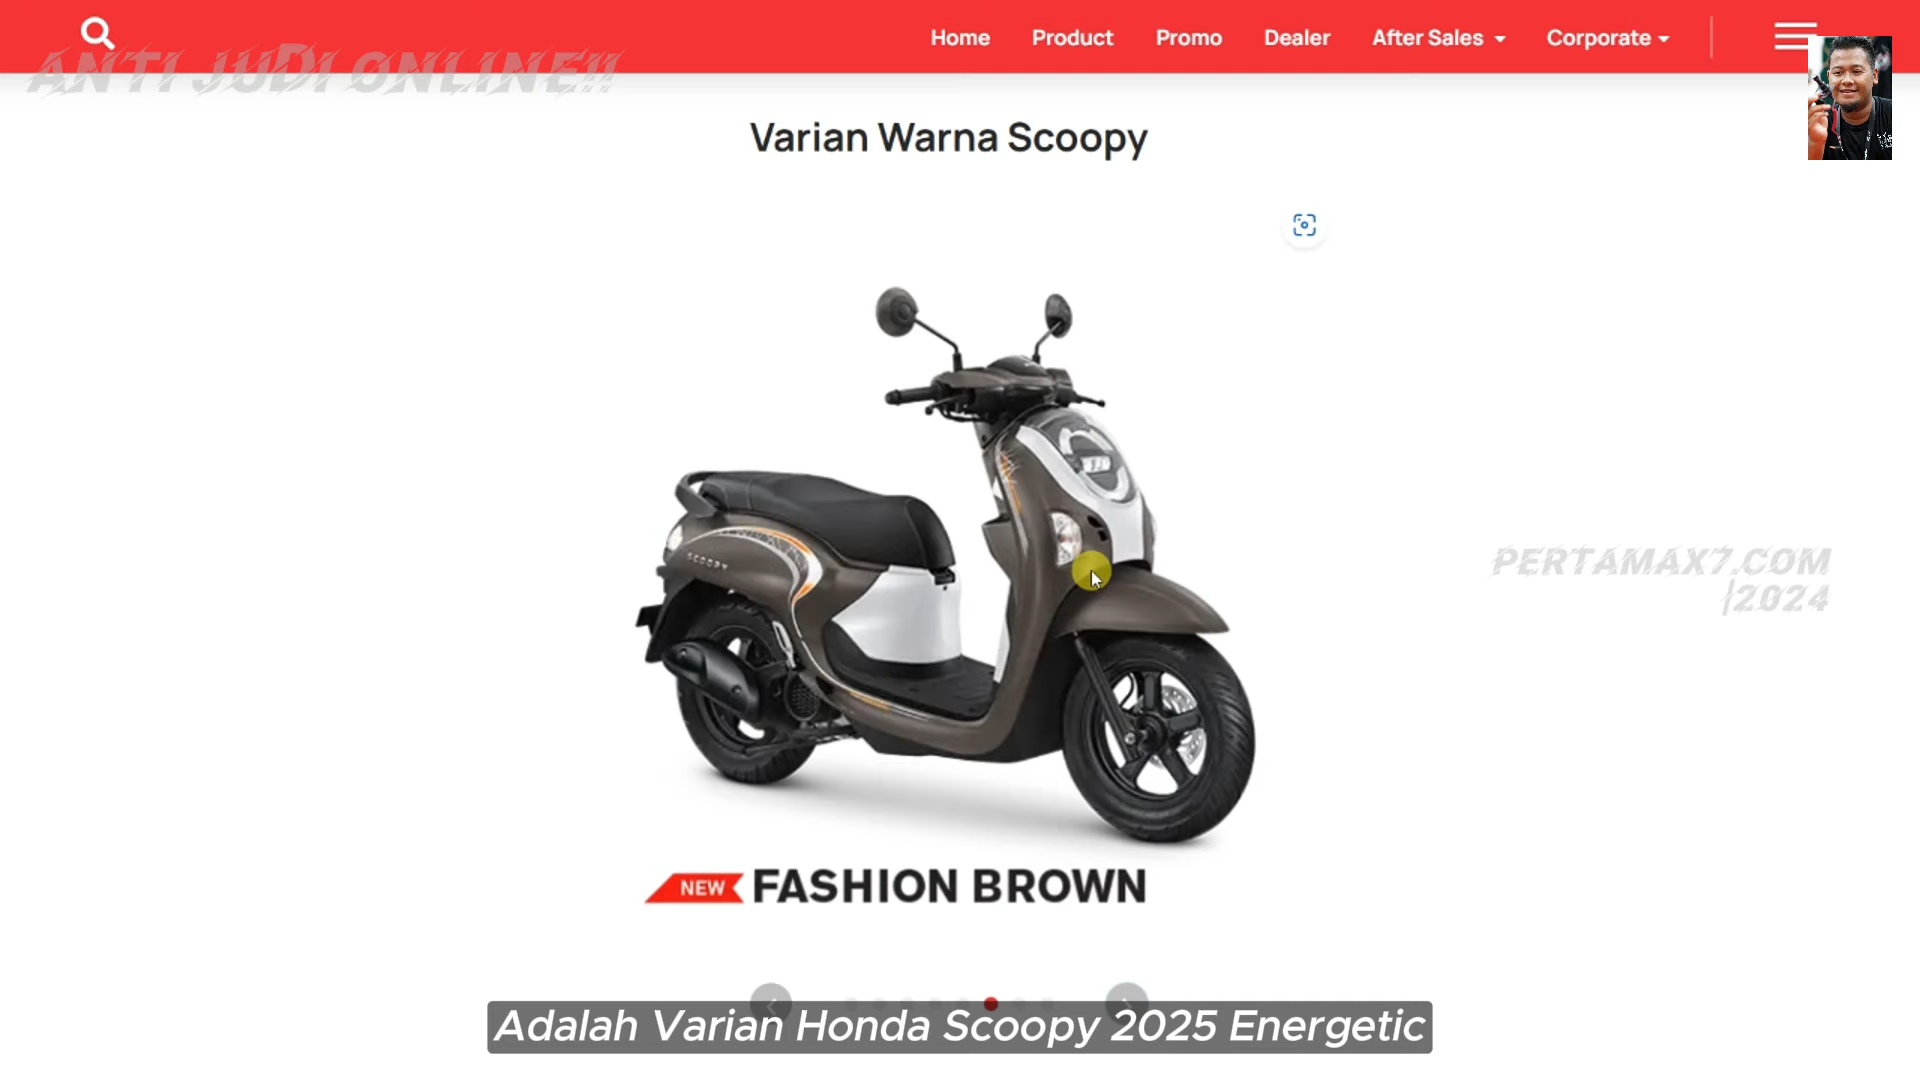 Home Product Promo Dealer After Sales Corporate
ANTI JUDI ONLINE!!
Varian Warna Scoopy
SCOOPY
PERTAMAX7.COM
|2024
NEW FASHION BROWN
Adalah Varian Honda Scoopy 2025 Energetic